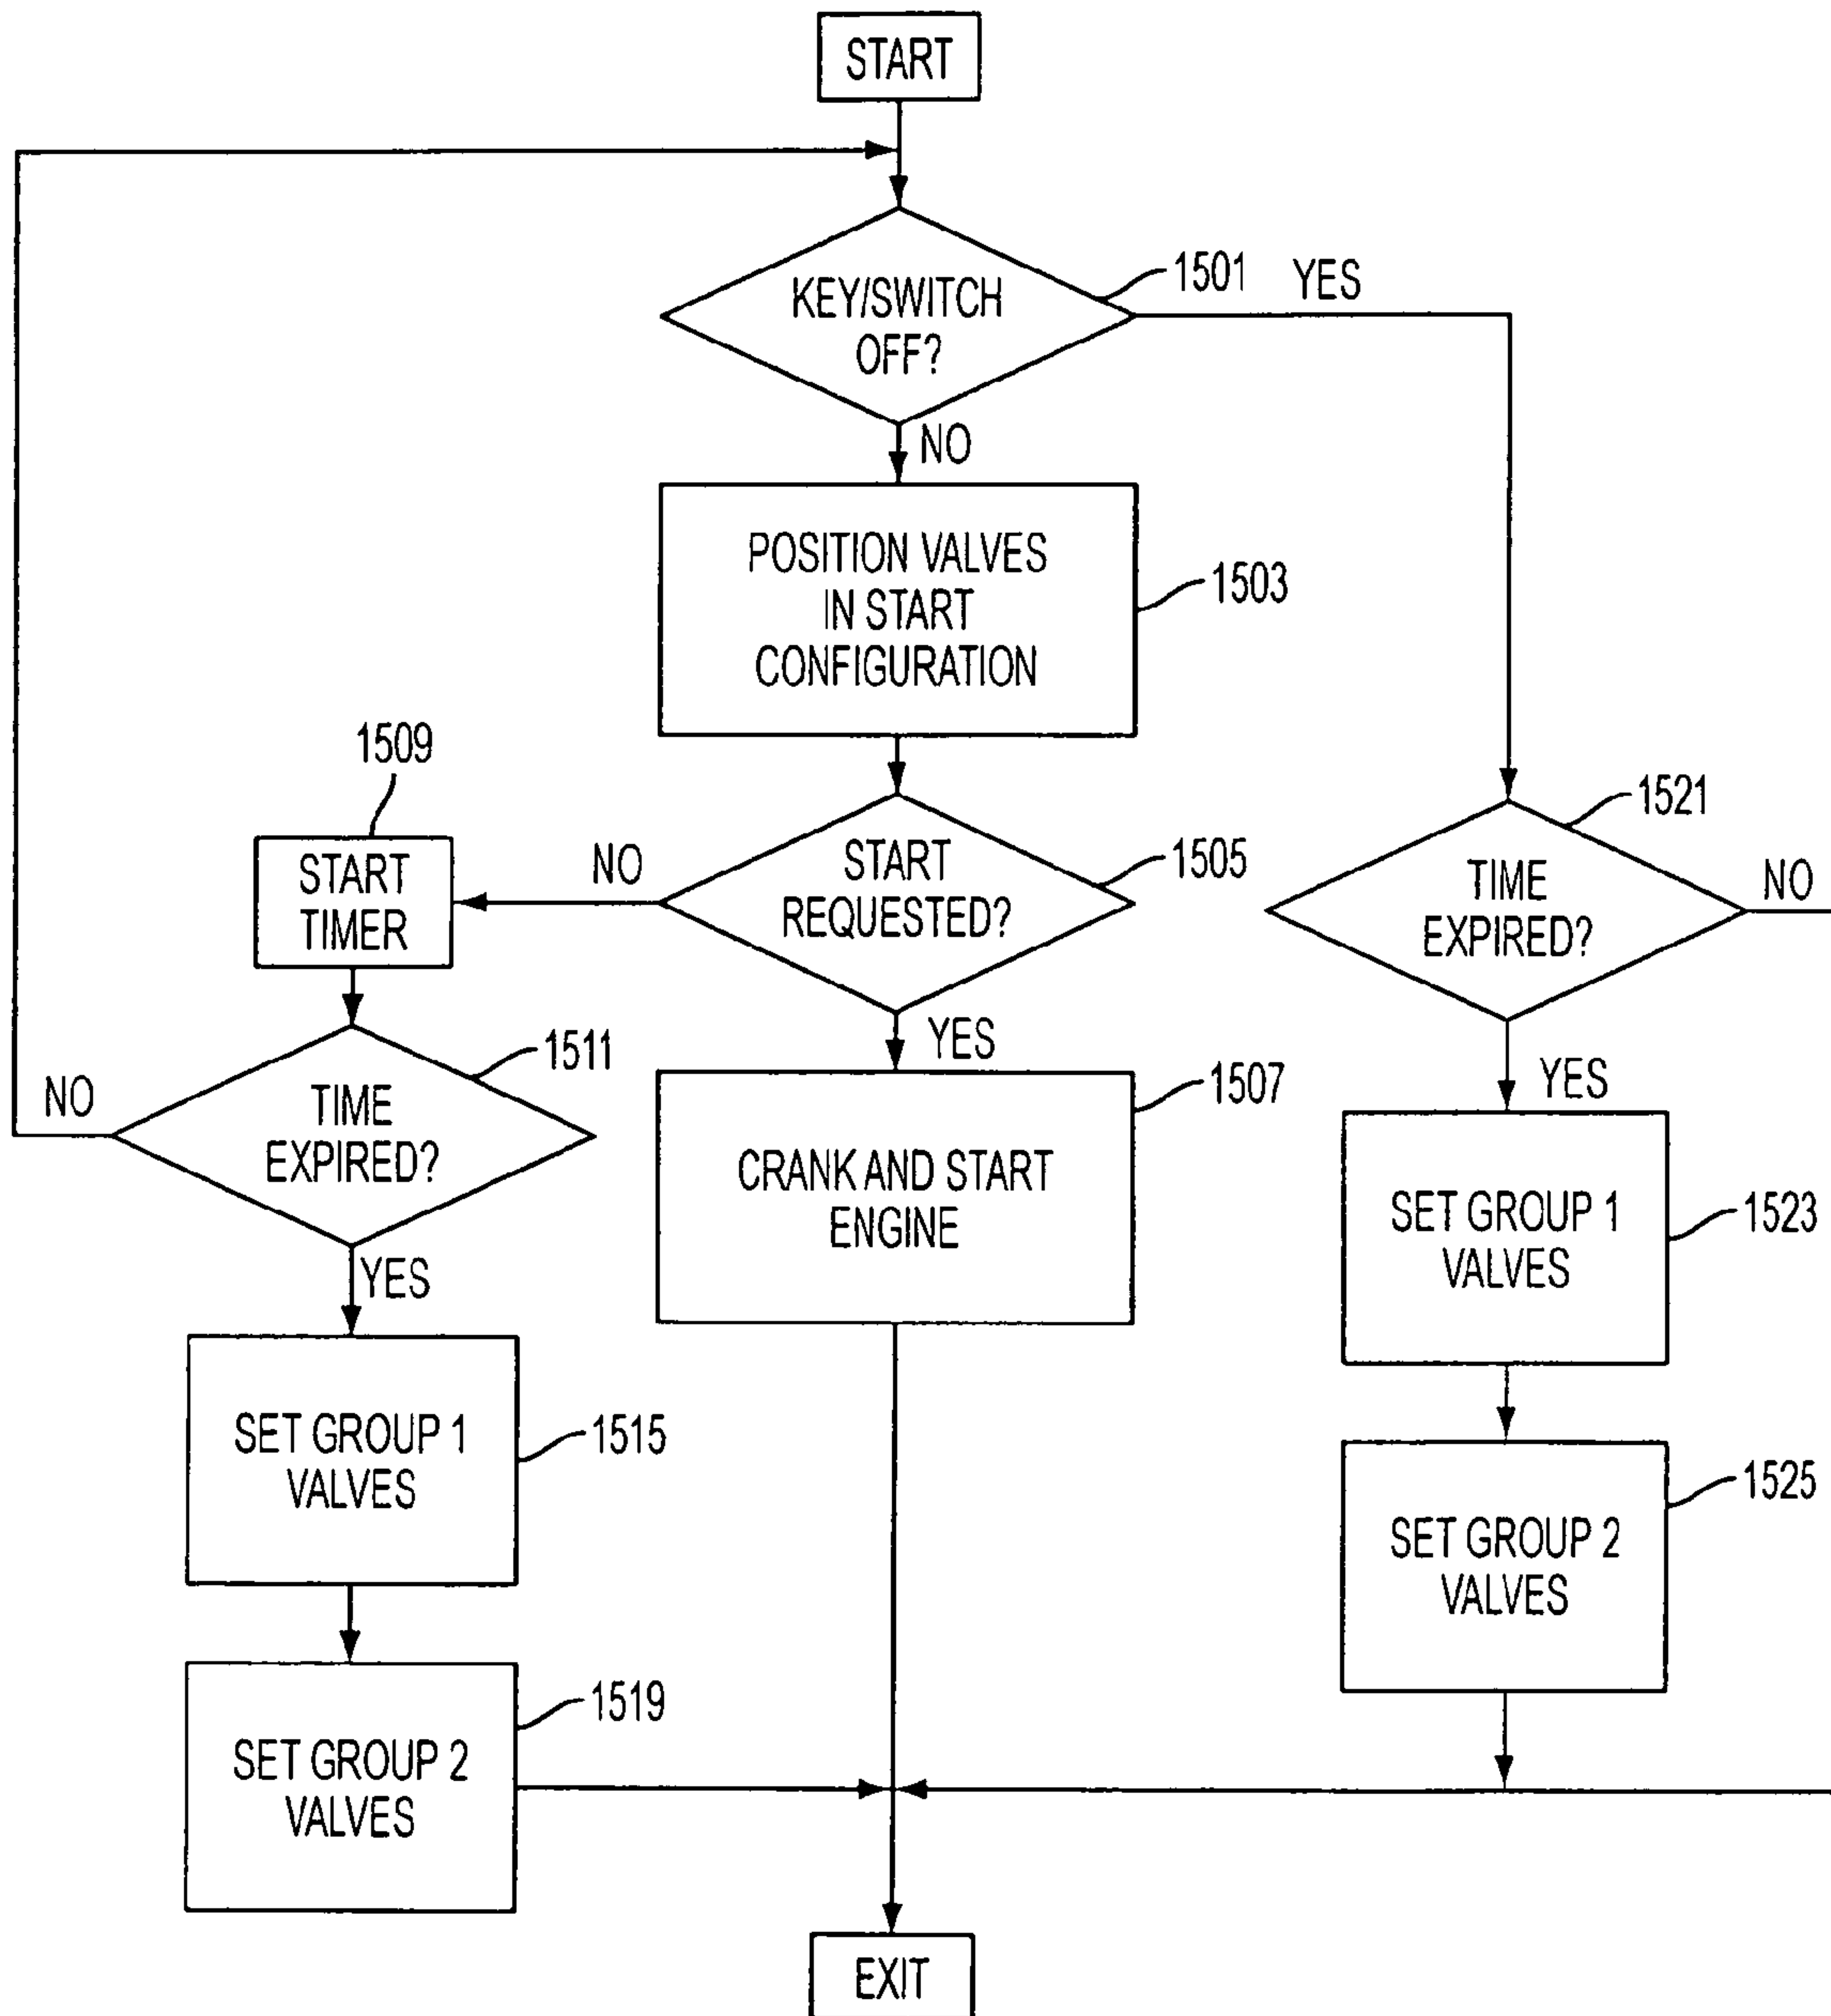 START
KEY/SWITCH
OFF?
1501
YES
NO
POSITION VALVES
IN START
CONFIGURATION
1503
1509
START
TIMER
NO
START
REQUESTED?
1505
1521
TIME
EXPIRED?
NO
YES
1511
NO
TIME
EXPIRED?
YES
CRANK AND START
ENGINE
1507
YES
SET GROUP 1
VALVES
1523
SET GROUP 1
VALVES
1515
SET GROUP 2
VALVES
1525
SET GROUP 2
VALVES
1519
EXIT